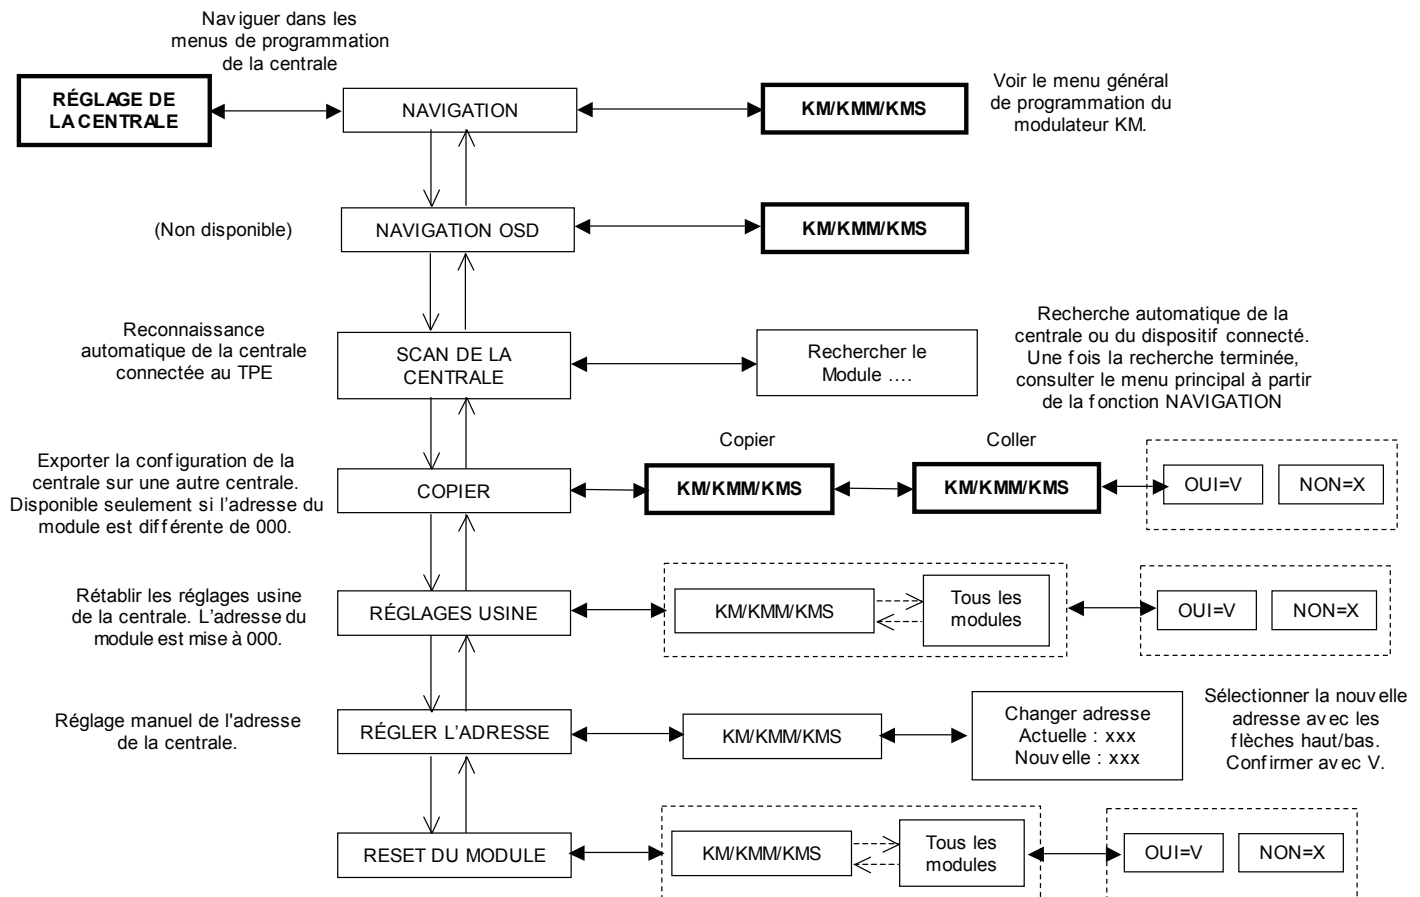 Naviguer dans les
menus de programmation
de la centrale
RÉGLAGE DE
LA CENTRALE
NAVIGATION
KM/KMM/KMS
Voir le menu général
de programmation du
modulateur KM.
(Non disponible)
NAVIGATION OSD
KM/KMM/KMS
Reconnaissance
automatique de la centrale
connectée au TPE
SCAN DE LA
CENTRALE
Rechercher le
Module ....
Recherche automatique de la
centrale ou du dispositif connecté.
Une fois la recherche terminée,
consulter le menu principal à partir
de la fonction NAVIGATION
Exporter la configuration de la
centrale sur une autre centrale.
Disponible seulement si l'adresse du
module est différente de 000.
COPIER
Copier
KM/KMM/KMS
Coller
KM/KMM/KMS
OUI=V
NON=X
Rétablir les réglages usine
de la centrale. L'adresse du
module est mise à 000.
RÉGLAGES USINE
KM/KMM/KMS
Tous les
modules
OUI=V
NON=X
Réglage manuel de l'adresse
de la centrale.
RÉGLER L'ADRESSE
KM/KMM/KMS
Changer adresse
Actuelle : xxx
Nouvelle : xxx
Sélectionner la nouvelle
adresse avec les
flèches haut/bas.
Confirmer avec V.
RESET DU MODULE
KM/KMM/KMS
Tous les
modules
OUI=V
NON=X